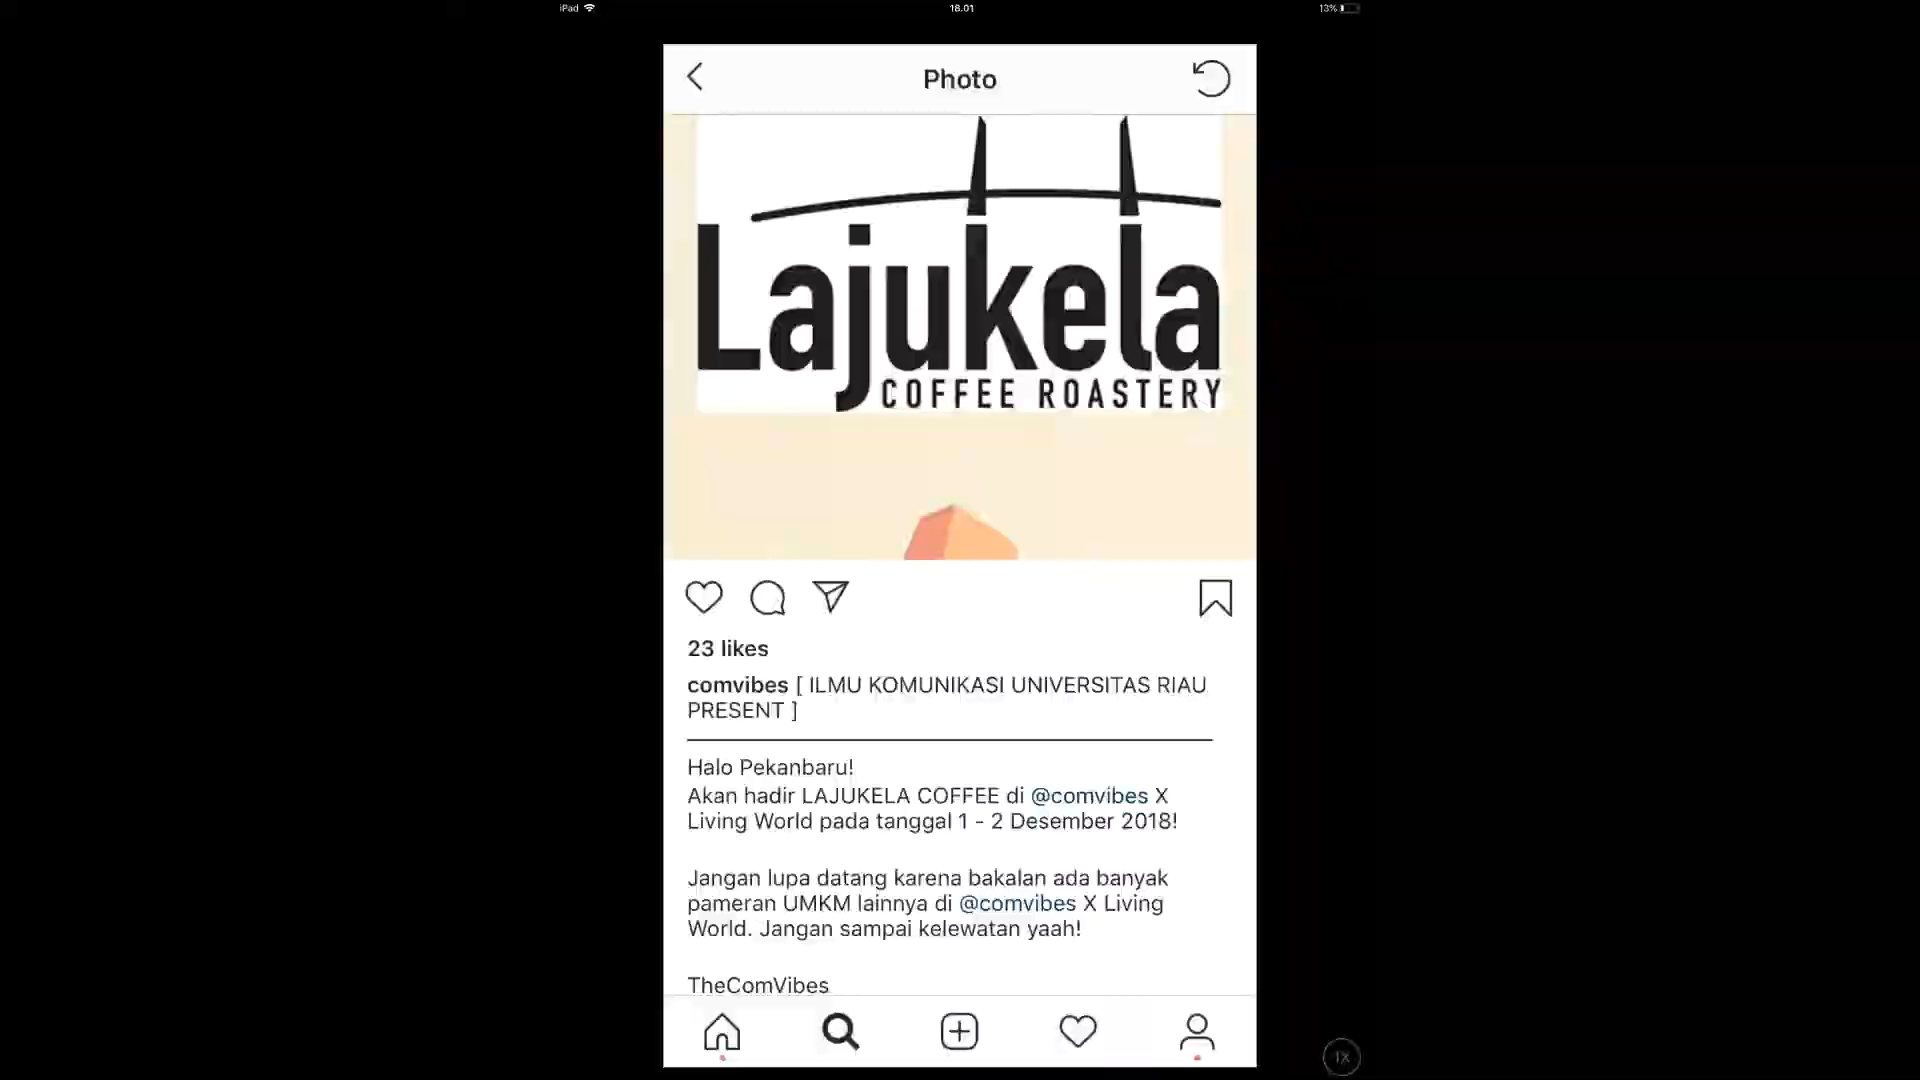 iPad 18.01 13%
Photo
Lajukela
COFFEE ROASTERY
23 likes
comvibes [ ILMU KOMUNIKASI UNIVERSITAS RIAU
PRESENT ]
Halo Pekanbaru!
Akan hadir LAJUKELA COFFEE di @comvibes X
Living World pada tanggal 1 - 2 Desember 2018!
Jangan lupa datang karena bakalan ada banyak
pameran UMKM lainnya di @comvibes X Living
World. Jangan sampai kelewatan yaah!
TheComVibes
1X